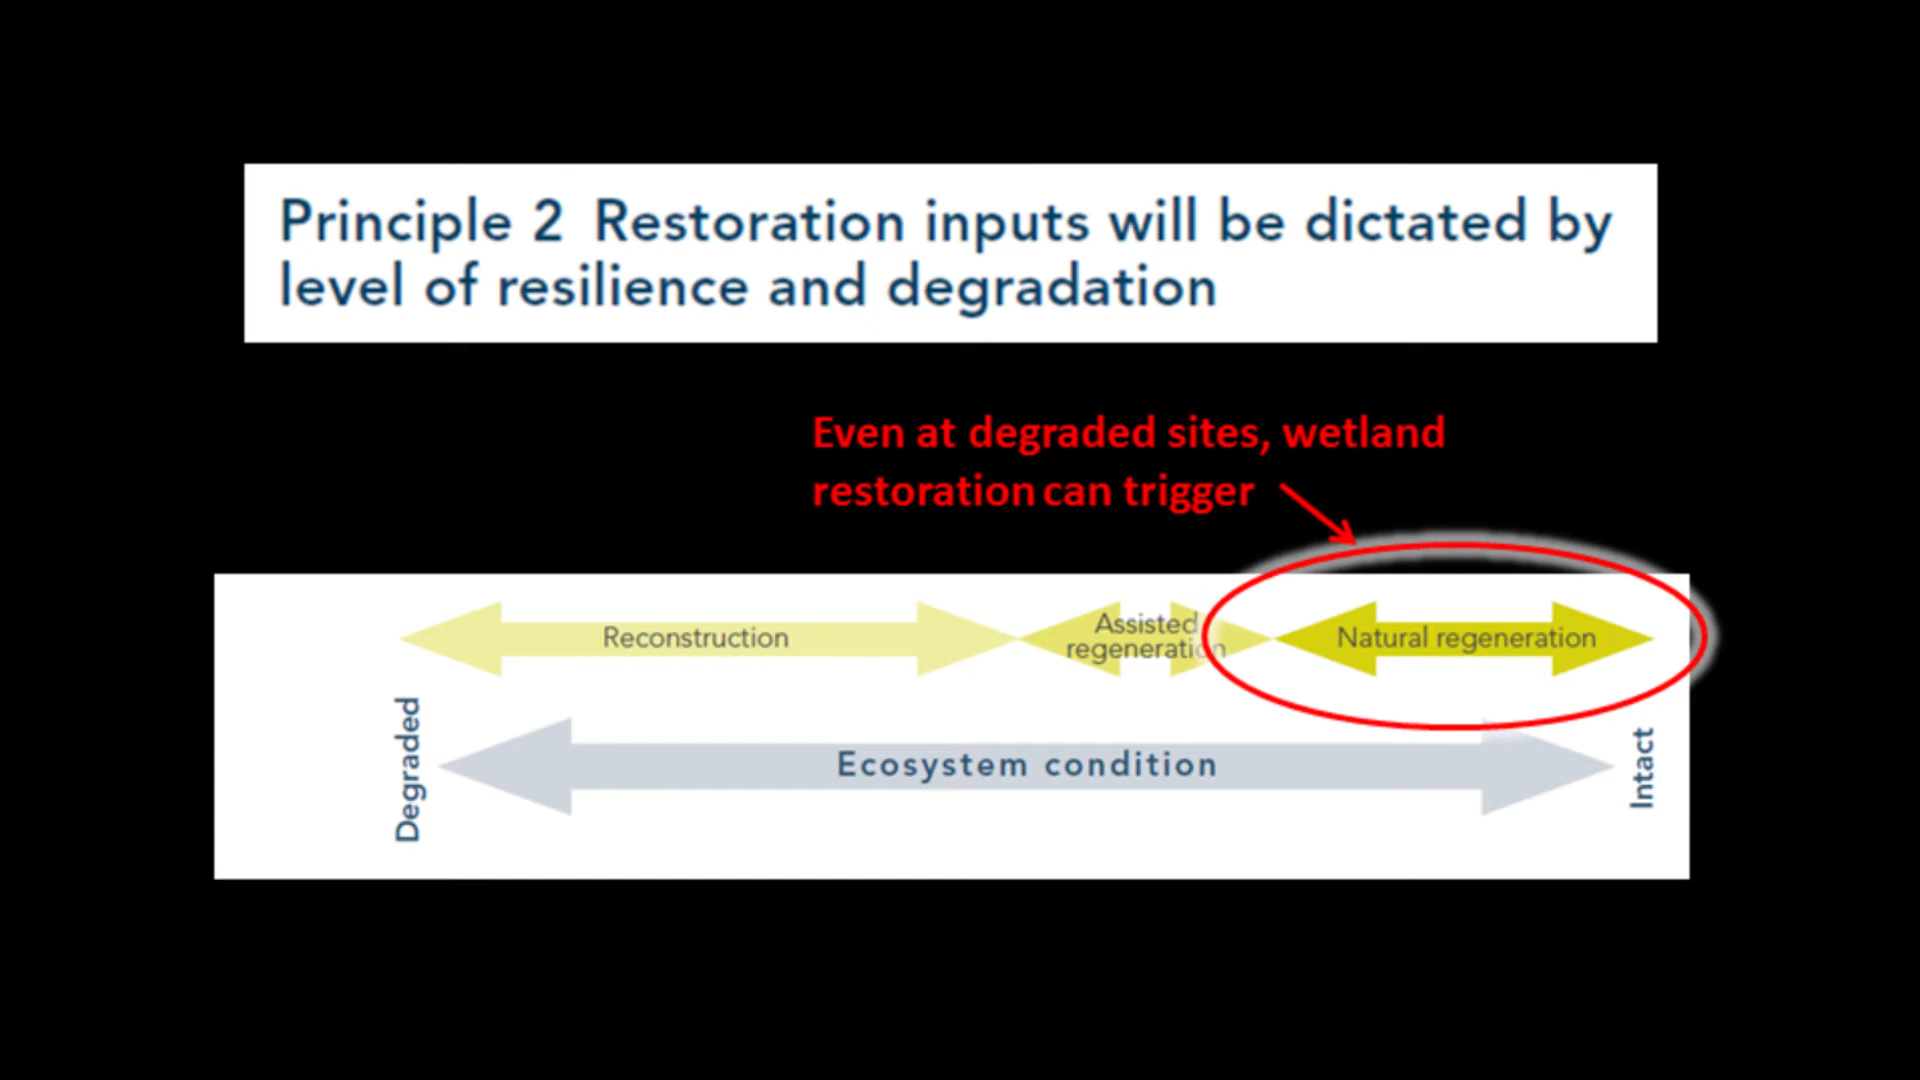 Principle 2 Restoration inputs will be dictated by
level of resilience and degradation
Even at degraded sites, wetland
restoration can trigger
Reconstruction
Assisted
regeneration
Natural regeneration
Degraded
Ecosystem condition
Intact